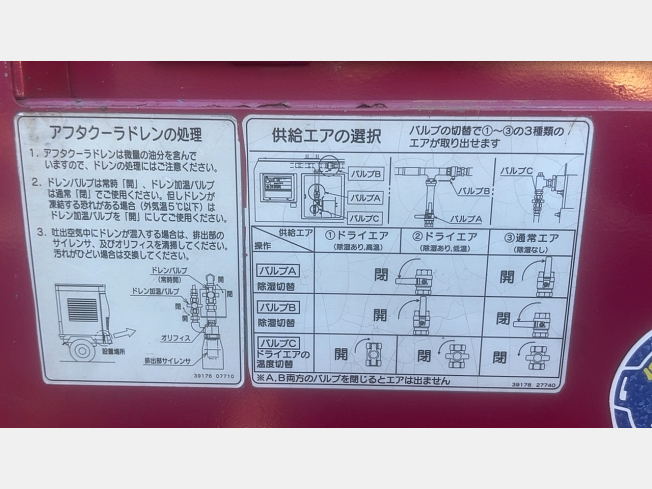 アフタクーラドレンの処理
1. アフタクーラドレンは微量の油分を含んで
いますので、ドレンの処理にはご注意ください。
2. ドレンバルブは常時「開」、ドレン加温バルブ
は通常「閉」でご使用ください。但しドレンが
凍結する恐れがある場合（外気温5℃以下）は
ドレン加温バルブを「開」にしてご使用ください。
3. 吐出空気中にドレンが混入する場合は、排出部の
サイレンサ、及びオリフィスを清掃してください。
汚れがひどい場合は交換してください。
ドレンバルブ
（常時開）
ドレン加温バルブ
閉
開
閉
開
オリフィス
設置場所
排出部サイレンサ
39178 07710
供給エアの選択
バルブの切替で①～③の3種類の
エアが取り出せます
バルブB
バルブA
バルブC
バルブB
バルブA
バルブC
供給エア
操作
①ドライエア
（除湿あり、高温）
②ドライエア
（除湿あり、低温）
③通常エア
（除湿なし）
バルブA
除湿切替
閉
開
バルブB
除湿切替
開
閉
バルブC
ドライエアの
温度切替
開
閉
閉
※A,B両方のバルブを閉じるとエアは出ません
39178 27740